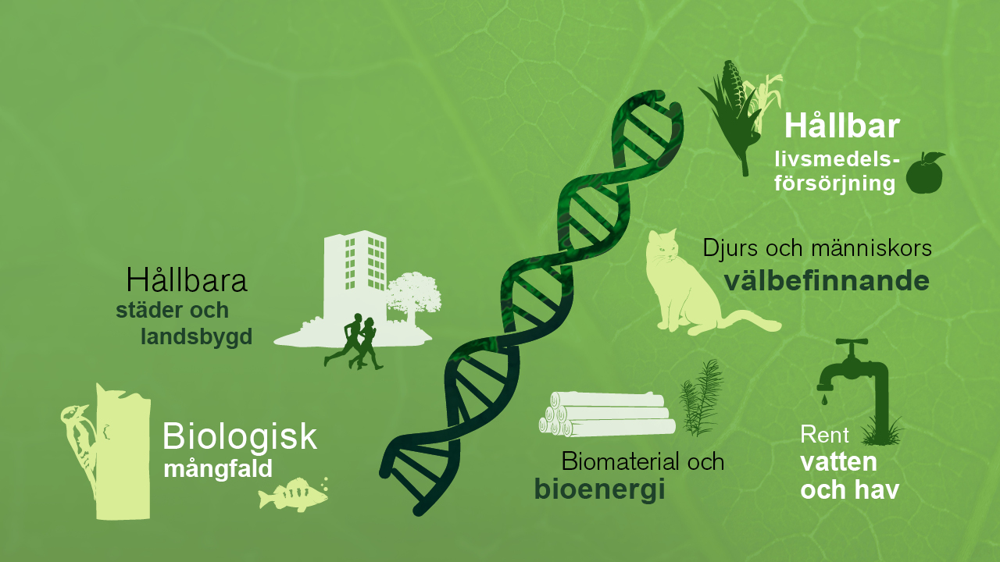 Hållbar
livsmedels-
försörjning
Djurs och människors
välbefinnande
Hållbara
städer och
landsbygd
Biologisk
mångfald
Biomaterial och
bioenergi
Rent
vatten
och hav